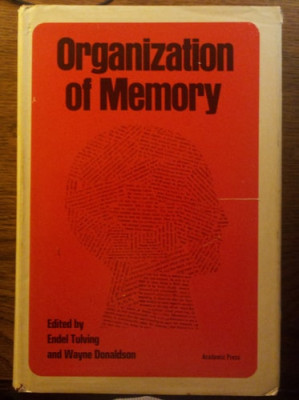 Organization
of Memory
Edited by
Endel Tulving
and Wayne Donaldson
Academic Press